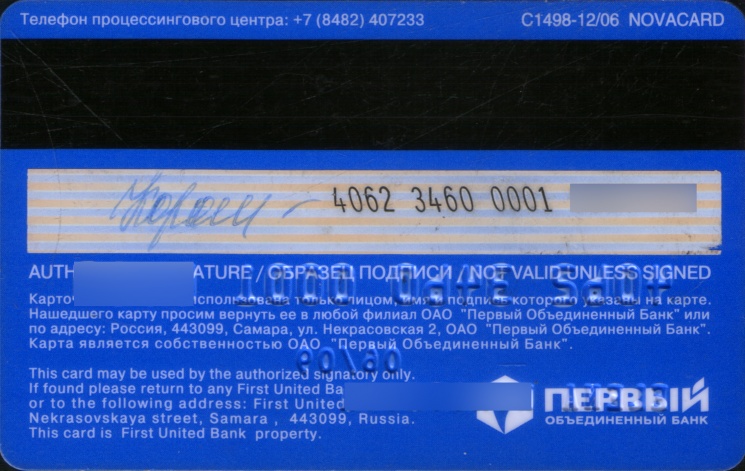 Телефон процессингового центра: +7 (8482) 407233 C1498-12/06 NOVACARD
4062 3460 0001
AUTH ATURE / ОБРАЗЕЦ ПОДПИСИ / NOT VALID UNLESS SIGNED
Карточ использована только лицом, имя и подпись которого указаны на карте.
Нашедшего карту просим вернуть ее в любой филиал ОАО "Первый Объединенный Банк" или
по адресу: Россия, 443099, Самара, ул. Некрасовская 2, ОАО "Первый Объединенный Банк".
Карта является собственностью ОАО "Первый Объединенный Банк".
This card may be used by the authorized signatory only.
If found please return to any First United Ba
or to the following address: First United
Nekrasovskaya street, Samara , 443099, Russia.
This card is First United Bank property.
ПЕРВЫЙ
ОБЪЕДИНЕННЫЙ БАНК